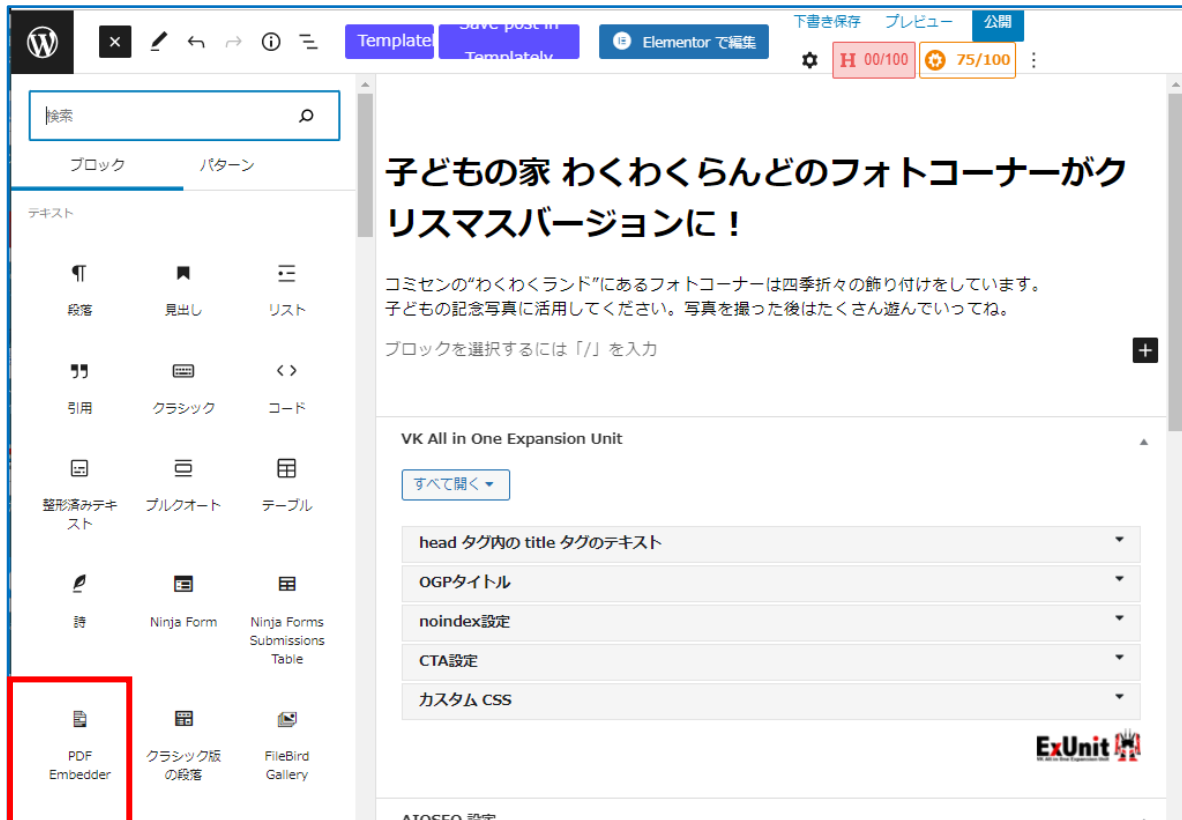 Templatel
Save post in
Templately
Elementor で編集
下書き保存 プレビュー 公開
H 00/100 75/100
検索
ブロック パターン
テキスト
段落 見出し リスト
引用 クラシック コード
整形済みテキ
スト
プルクオート テーブル
詩 Ninja Form Ninja Forms
Submissions
Table
PDF
Embedder
クラシック版
の段落
FileBird
Gallery
子どもの家 わくわくらんどのフォトコーナーがク
リスマスバージョンに！
コミセンの“わくわくランド”にあるフォトコーナーは四季折々の飾り付けをしています。
子どもの記念写真に活用してください。写真を撮った後はたくさん遊んでいってね。
ブロックを選択するには「/」を入力
VK All in One Expansion Unit
すべて開く
head タグ内の title タグのテキスト
OGPタイトル
noindex設定
CTA設定
カスタム CSS
ExUnit
VK All in One Expansion Unit
AIOSEO 設定